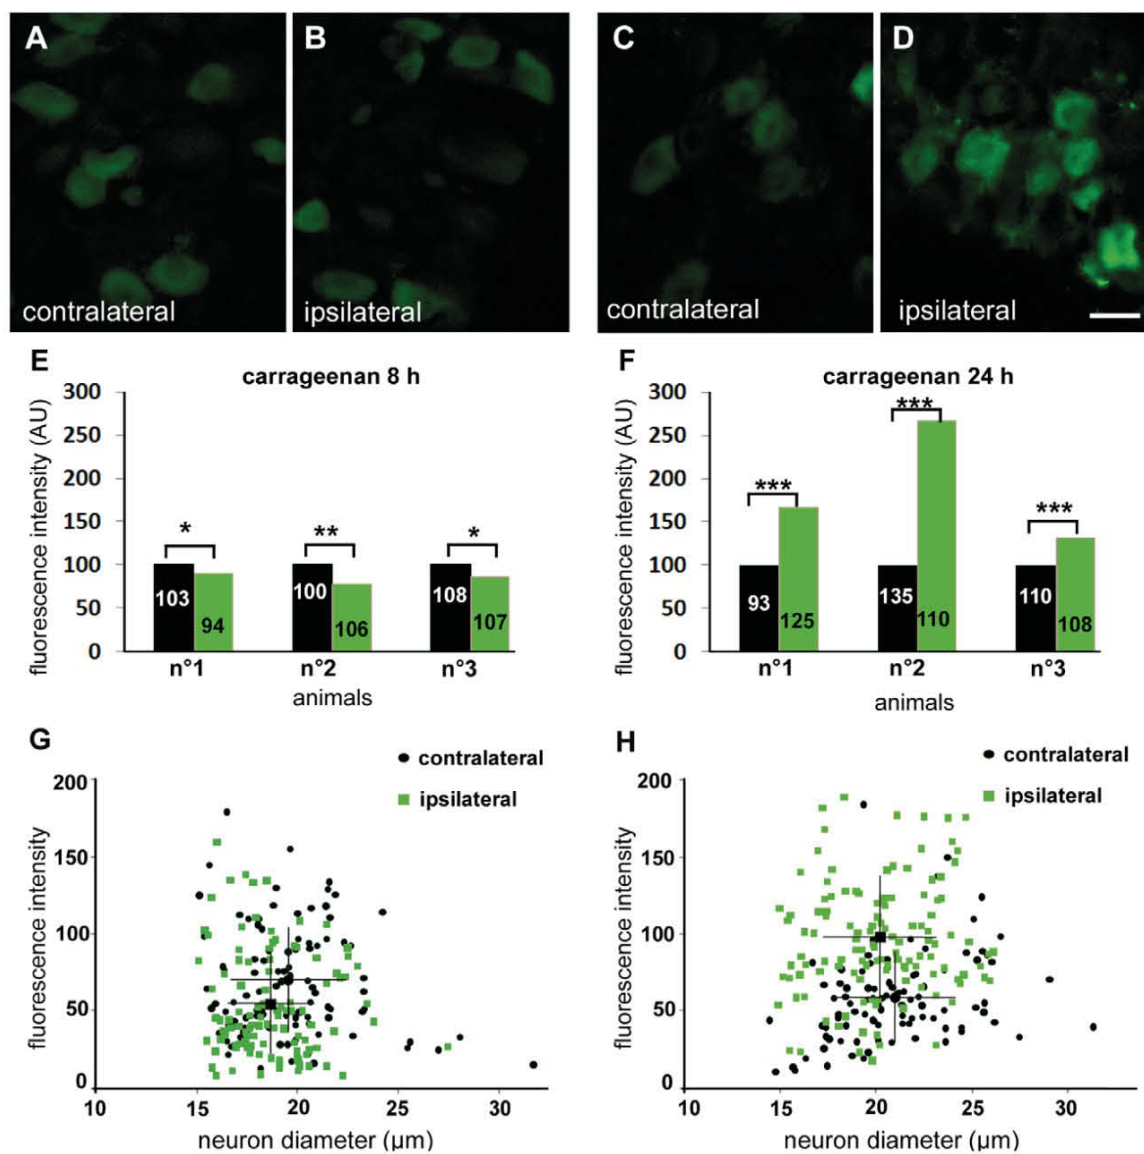 A
B
C
D
contralateral
ipsilateral
contralateral
ipsilateral
E
carrageenan 8 h
fluorescence intensity (AU)
300
250
200
150
100
50
0
*
**
*
103
94
100
106
108
107
n°1
n°2
n°3
animals
F
carrageenan 24 h
fluorescence intensity (AU)
300
250
200
150
100
50
0
***
***
***
93
125
135
110
110
108
n°1
n°2
n°3
animals
G
contralateral
ipsilateral
fluorescence intensity
200
150
100
50
0
10
15
20
25
30
neuron diameter (µm)
H
contralateral
ipsilateral
fluorescence intensity
200
150
100
50
0
10
15
20
25
30
neuron diameter (µm)